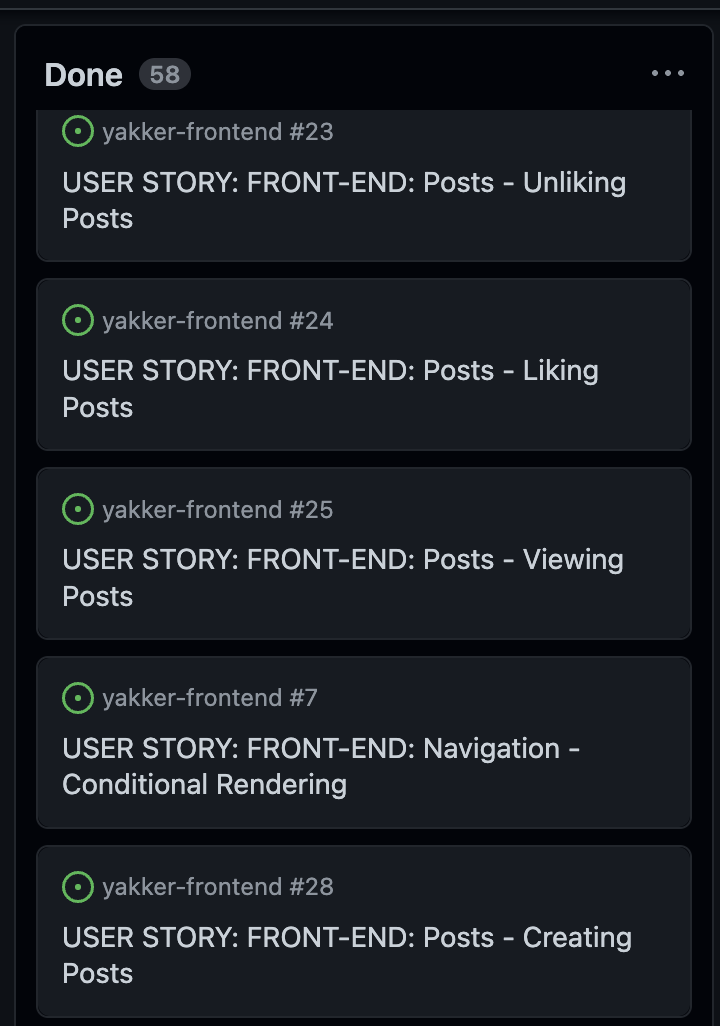 Done 58
yakker-frontend #23
USER STORY: FRONT-END: Posts - Unliking
Posts
yakker-frontend #24
USER STORY: FRONT-END: Posts - Liking
Posts
yakker-frontend #25
USER STORY: FRONT-END: Posts - Viewing
Posts
yakker-frontend #7
USER STORY: FRONT-END: Navigation -
Conditional Rendering
yakker-frontend #28
USER STORY: FRONT-END: Posts - Creating
Posts